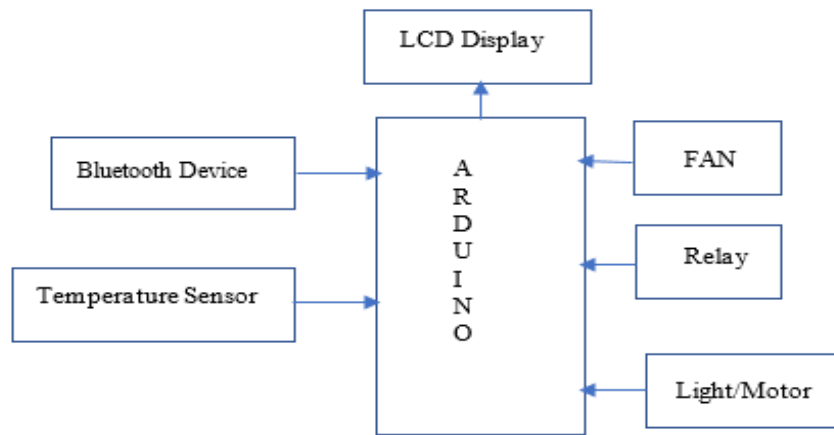 LCD Display
Bluetooth Device
Temperature Sensor
A
R
D
U
I
N
O
FAN
Relay
Light/Motor